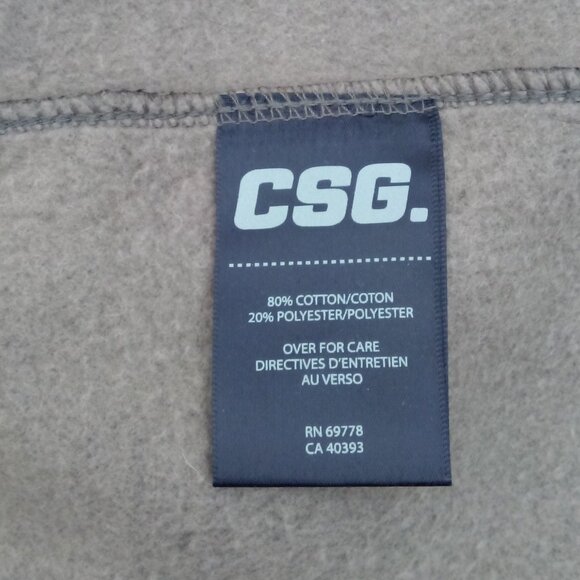 CSG.
80% COTTON/COTON
20% POLYESTER/POLYESTER
OVER FOR CARE
DIRECTIVES D'ENTRETIEN
AU VERSO
RN 69778
CA 40393